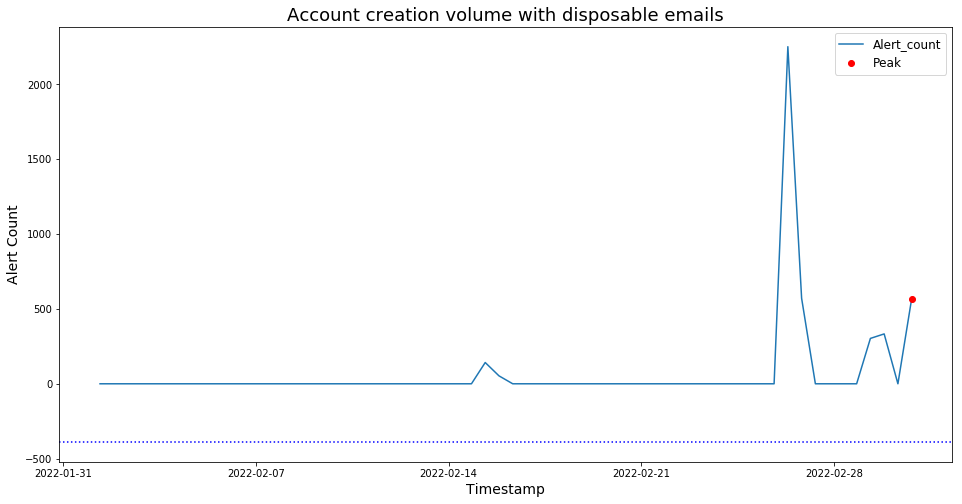 Account creation volume with disposable emails
Alert_count
Peak
Alert Count
2000
1500
1000
500
0
−500
2022-01-31 2022-02-07 2022-02-14 2022-02-21 2022-02-28
Timestamp